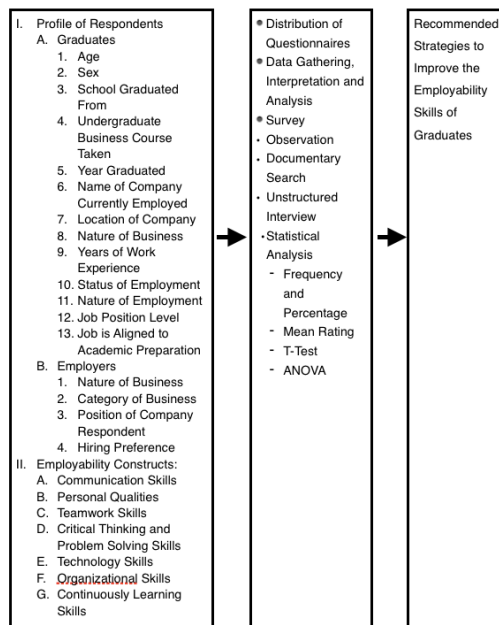 I. Profile of Respondents
A. Graduates
1. Age
2. Sex
3. School Graduated
From
4. Undergraduate
Business Course
Taken
5. Year Graduated
6. Name of Company
Currently Employed
7. Location of Company
8. Nature of Business
9. Years of Work
Experience
10. Status of Employment
11. Nature of Employment
12. Job Position Level
13. Job is Aligned to
Academic Preparation
B. Employers
1. Nature of Business
2. Category of Business
3. Position of Company
Respondent
4. Hiring Preference
II. Employability Constructs:
A. Communication Skills
B. Personal Qualities
C. Teamwork Skills
D. Critical Thinking and
Problem Solving Skills
E. Technology Skills
F. Organizational Skills
G. Continuously Learning
Skills
• Distribution of
Questionnaires
• Data Gathering,
Interpretation and
Analysis
• Survey
• Observation
• Documentary
Search
• Unstructured
Interview
• Statistical
Analysis
- Frequency
and
Percentage
- Mean Rating
- T-Test
- ANOVA
Recommended
Strategies to
Improve the
Employability
Skills of
Graduates